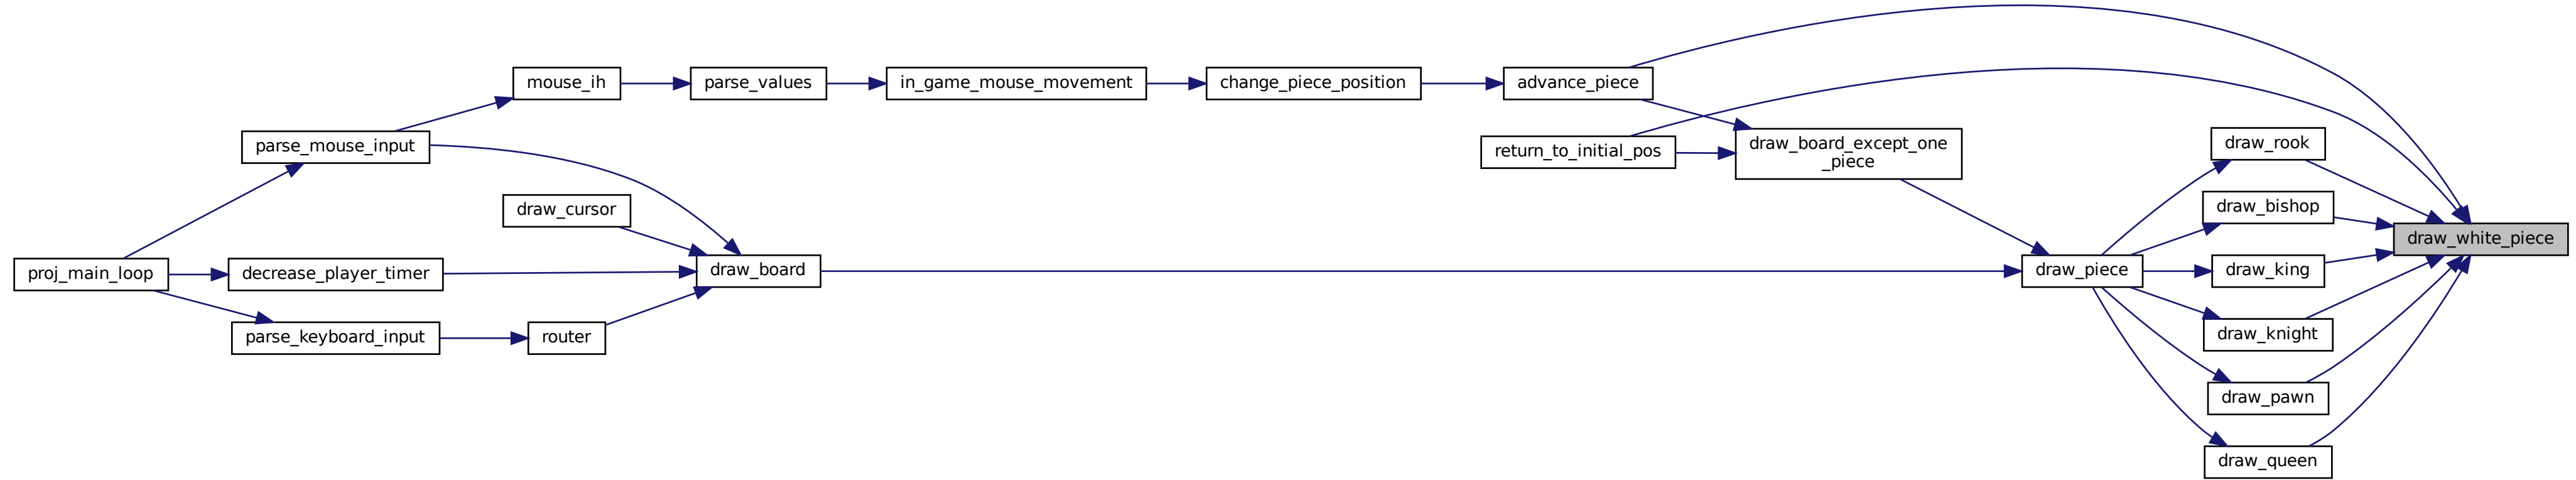 mouse_ih
parse_values
in_game_mouse_movement
change_piece_position
advance_piece
parse_mouse_input
return_to_initial_pos
draw_board_except_one
_piece
draw_rook
draw_cursor
draw_bishop
draw_white_piece
proj_main_loop
decrease_player_timer
draw_board
draw_piece
draw_king
parse_keyboard_input
router
draw_knight
draw_pawn
draw_queen